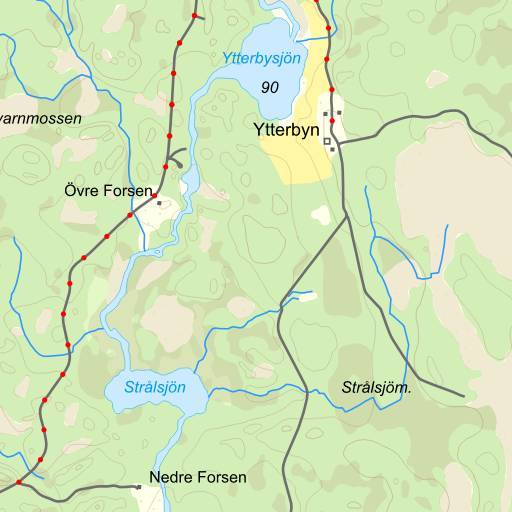 Ytterbysjön
90
varnmossen
Ytterbyn
Övre Forsen
Strålsjön
Strålsjöm.
Nedre Forsen